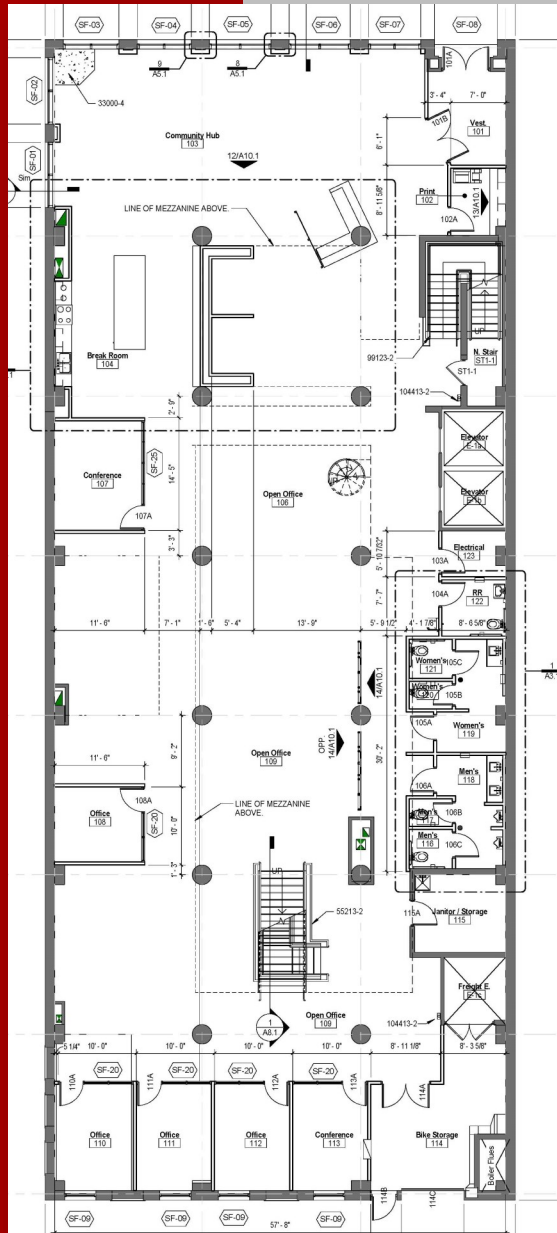 SF-03
SF-04
SF-05
SF-06
SF-07
SF-08
9
A5.1
8
A5.1
101A
SF-02
33000-4
3' - 4"
7' - 0"
101B
Vest.
101
6' - 1"
Community Hub
103
SF-01
Sim
12/A10.1
Print
102
13/A10.1
8' - 11 5/8"
102A
LINE OF MEZZANINE ABOVE.
UP
N. Stair
ST1-1
99123-2
ST1-1
Break Room
104
104413-2
2' - 9"
Elevator
E-1a
Conference
107
SF-25
14' - 5"
Elevator
E-1b
Open Office
106
107A
Electrical
123
3' - 3"
103A
5' - 10 7/32"
104A
RR
122
7' - 7"
11' - 6"
7' - 1"
1' - 6"
5' - 4"
13' - 9"
5' - 9 1/2"
4' - 1 7/8"
8' - 6 5/8"
1
Women's
121
105C
14/A10.1
Women's
120
105B
105A
Women's
119
OPP.
14/A10.1
9' - 2"
Open Office
109
30' - 2"
11' - 6"
106A
Men's
118
108A
Office
108
SF-20
10' - 0"
LINE OF MEZZANINE
ABOVE.
Men's
117
106B
Men's
116
106C
1' - 3"
UP
55213-2
115A
Janitor / Storage
115
Freight E.
E-1c
1
A8.1
Open Office
109
104413-2
5 1/4"
10' - 0"
10' - 0"
10' - 0"
10' - 0"
8' - 11 1/8"
8' - 3 5/8"
SF-20
SF-20
SF-20
SF-20
110A
111A
112A
113A
114A
Office
110
Office
111
Office
112
Conference
113
Bike Storage
114
Boiler Flues
114B
114C
SF-09
SF-09
SF-09
SF-09
57' - 8"